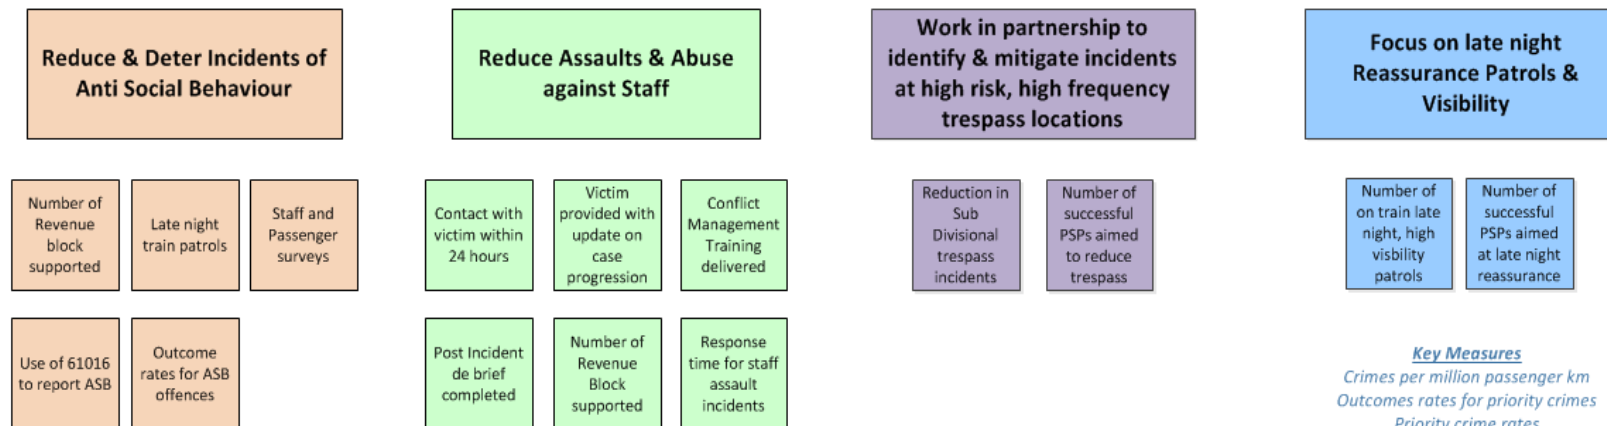 Reduce & Deter Incidents of
Anti Social Behaviour
Reduce Assaults & Abuse
against Staff
Work in partnership to
identify & mitigate incidents
at high risk, high frequency
trespass locations
Focus on late night
Reassurance Patrols &
Visibility
Number of
Revenue
block
supported
Late night
train patrols
Staff and
Passenger
surveys
Contact with
victim within
24 hours
Victim
provided with
update on
case
progression
Conflict
Management
Training
delivered
Reduction in
Sub
Divisional
trespass
incidents
Number of
successful
PSPs aimed
to reduce
trespass
Number of
on train late
night, high
visbility
patrols
Number of
successful
PSPs aimed
at late night
reassurance
Use of 61016
to report ASB
Outcome
rates for ASB
offences
Post Incident
de brief
completed
Number of
Revenue
Block
supported
Response
time for staff
assault
incidents
Key Measures
Crimes per million passenger km
Outcomes rates for priority crimes
Priority crime rates